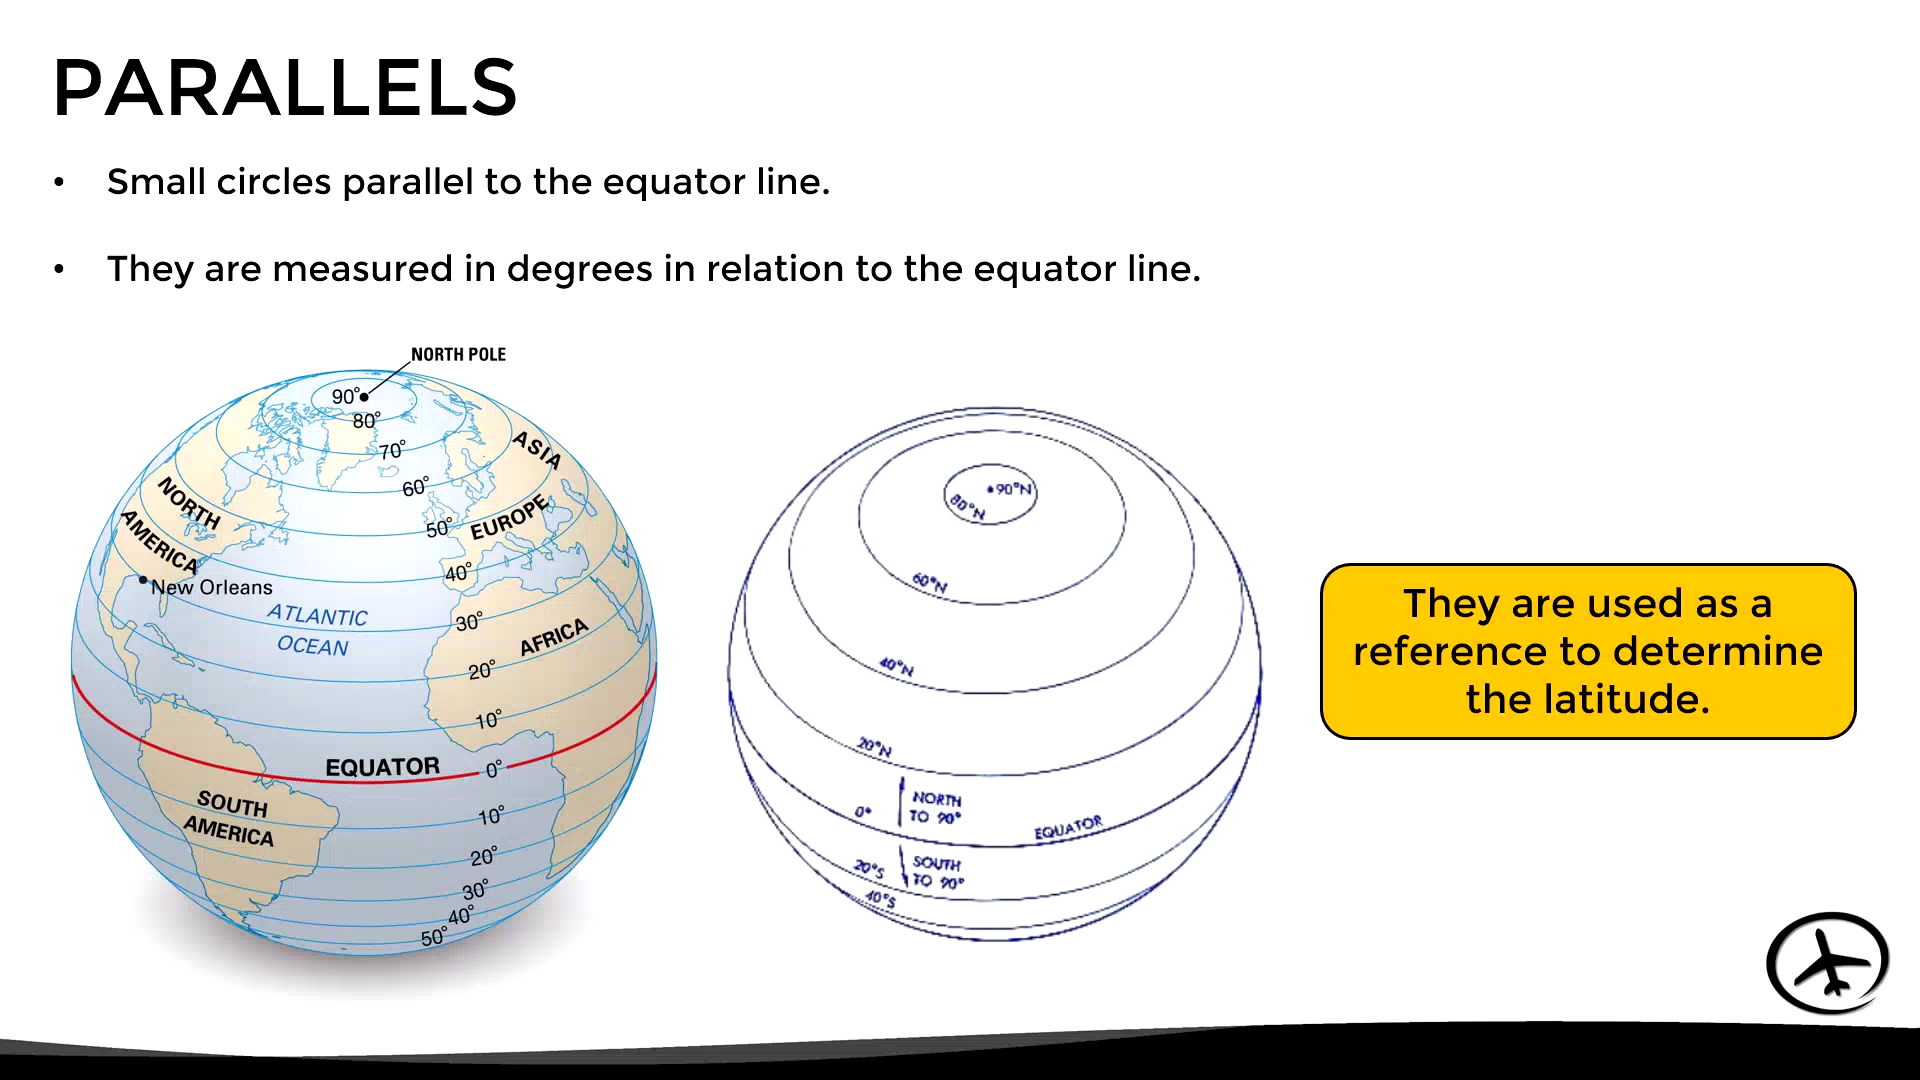 PARALLELS
• Small circles parallel to the equator line.
• They are measured in degrees in relation to the equator line.
NORTH POLE
90°
80°
70°
60°
50°
40°
30°
20°
10°
0°
10°
20°
30°
40°
50°
ASIA
EUROPE
NORTH
AMERICA
New Orleans
ATLANTIC
OCEAN
AFRICA
EQUATOR
SOUTH
AMERICA
90°N
80°N
60°N
40°N
20°N
NORTH
TO 90°
0°
EQUATOR
SOUTH
TO 90°
20°S
40°S
They are used as a
reference to determine
the latitude.